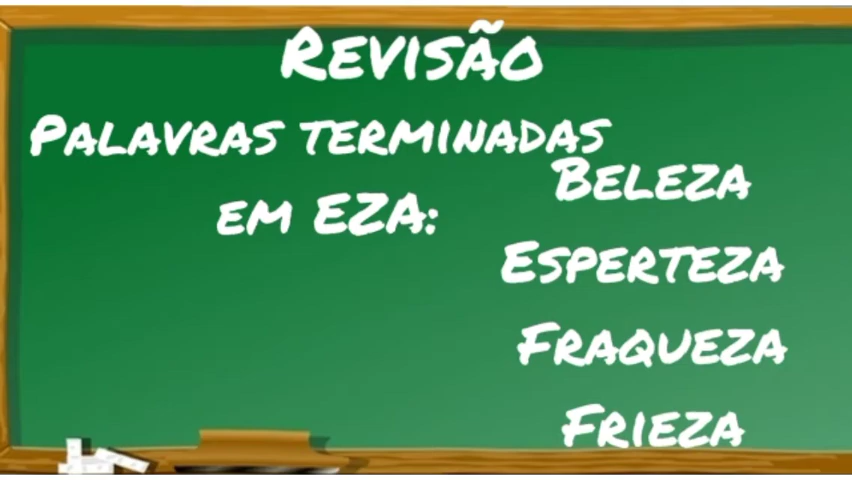 Revisão
Palavras terminadas
em EZA:
Beleza
Esperteza
Fraqueza
Frieza